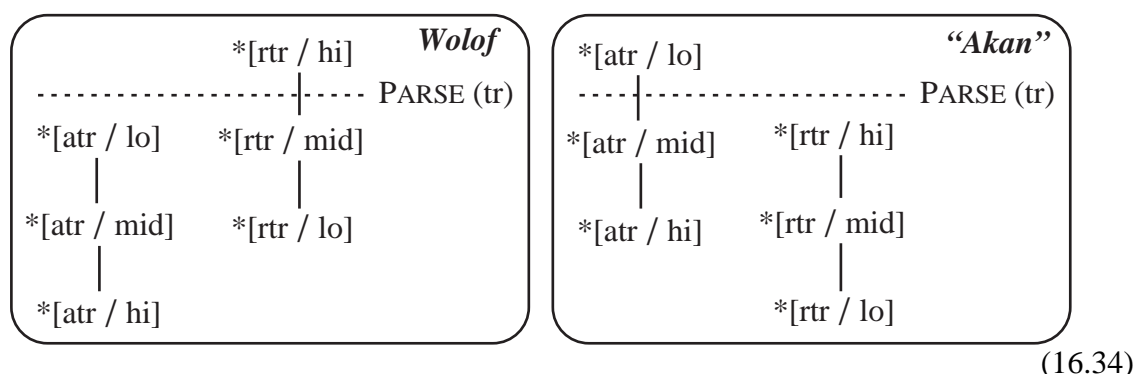 Wolof
*[rtr / hi]
PARSE (tr)
*[atr / lo] *[rtr / mid]
*[atr / mid] *[rtr / lo]
*[atr / hi]
“Akan”
*[atr / lo]
PARSE (tr)
*[atr / mid] *[rtr / hi]
*[atr / hi] *[rtr / mid]
*[rtr / lo]
(16.34)